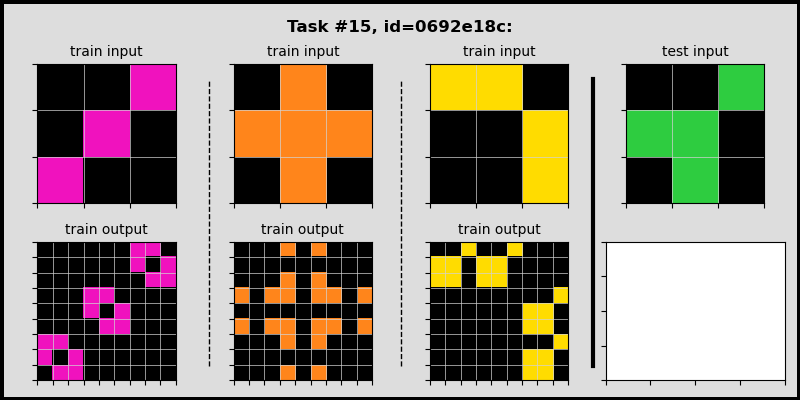 Task #15, id=0692e18c:
train input
train input
train input
test input
train output
train output
train output